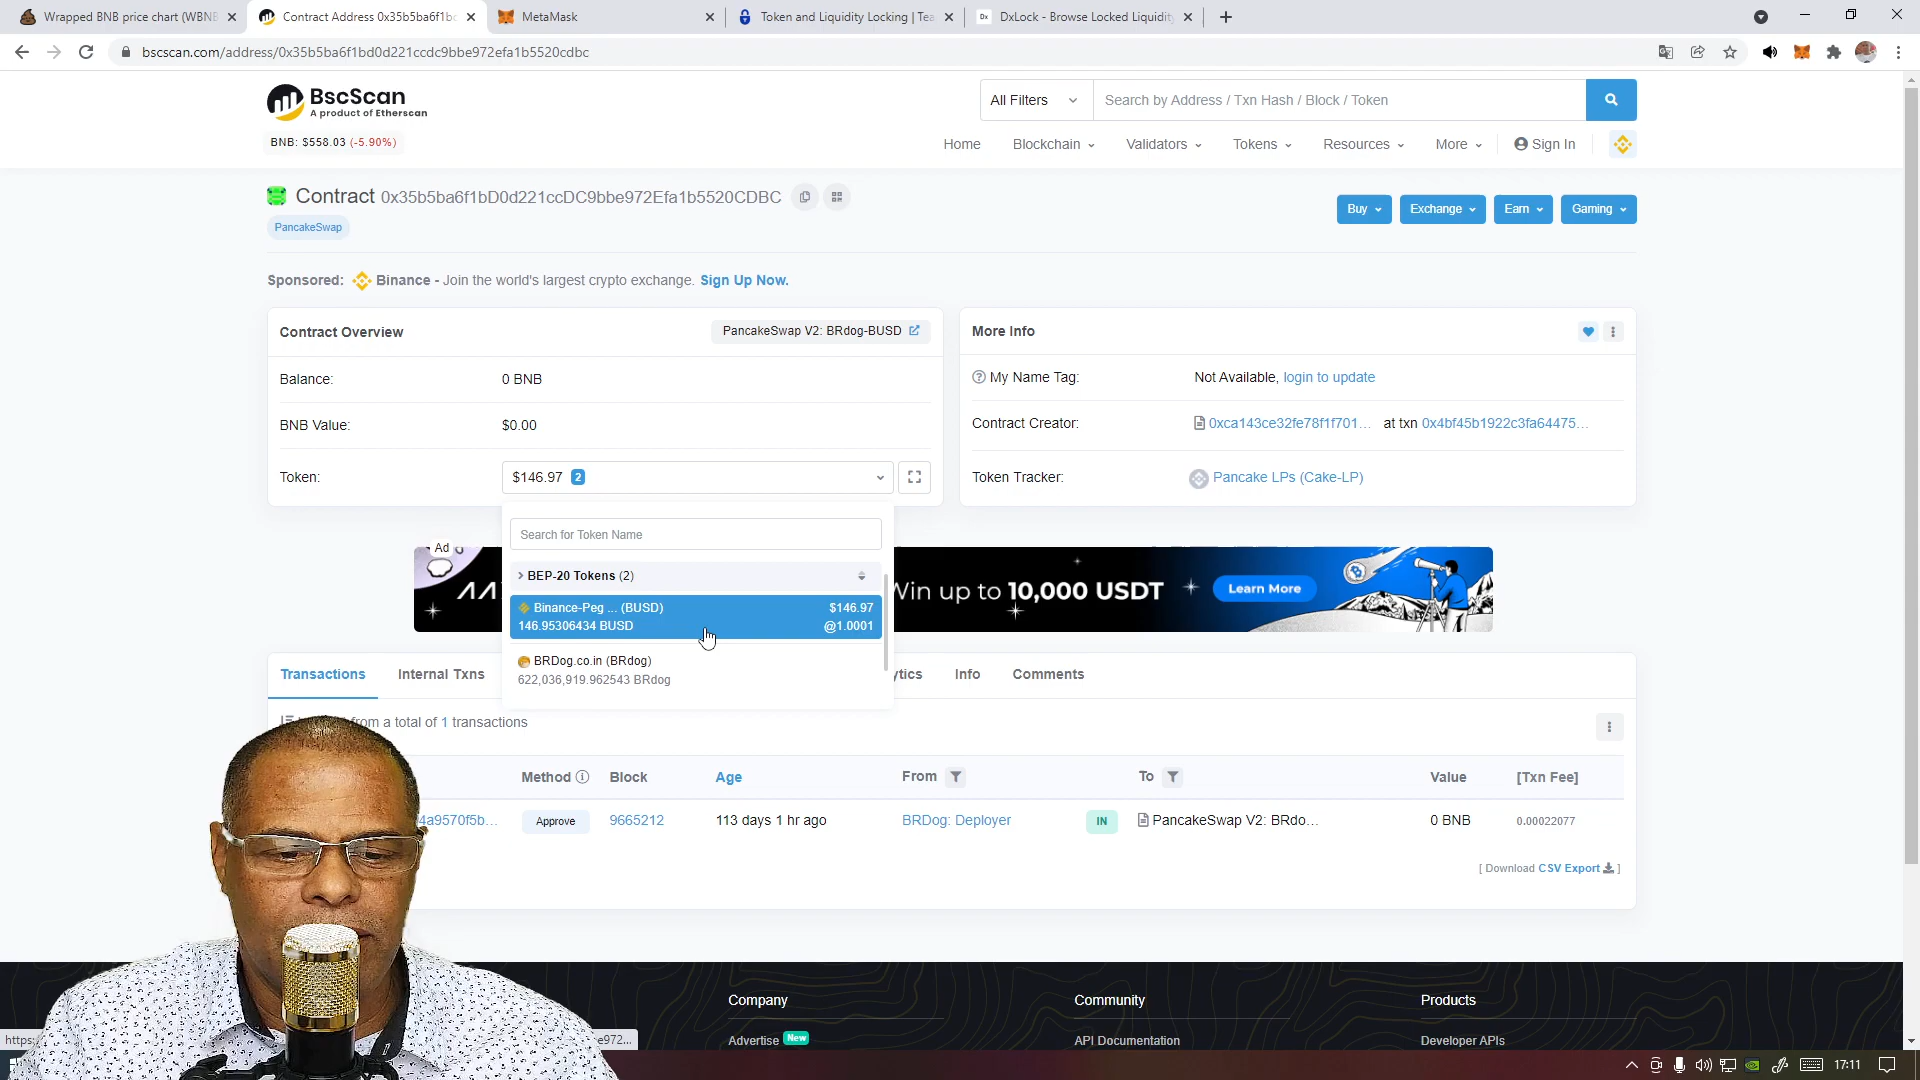 Wrapped BNB price chart (WBNB
Contract Address 0x35b5ba6f1bc
MetaMask
Token and Liquidity Locking | Tea
Dx
DxLock - Browse Locked Liquidity
bscscan.com/address/0x35b5ba6f1bd0d221ccdc9bbe972efa1b5520cdbc
BscScan
A product of Etherscan
All Filters
Search by Address / Txn Hash / Block / Token
BNB: $558.03 (-5.90%)
Home
Blockchain
Validators
Tokens
Resources
More
Sign In
Contract 0x35b5ba6f1bD0d221ccDC9bbe972Efa1b5520CDBC
PancakeSwap
Buy
Exchange
Earn
Gaming
Sponsored: Binance - Join the world's largest crypto exchange. Sign Up Now.
Contract Overview
PancakeSwap V2: BRdog-BUSD
Balance:
0 BNB
BNB Value:
$0.00
Token:
$146.97 2
Search for Token Name
BEP-20 Tokens (2)
Binance-Peg ... (BUSD)
$146.97
146.95306434 BUSD
@1.0001
BRDog.co.in (BRdog)
622,036,919.962543 BRdog
More Info
My Name Tag:
Not Available, login to update
Contract Creator:
0xca143ce32fe78f1f701... at txn 0x4bf45b1922c3fa64475...
Token Tracker:
Pancake LPs (Cake-LP)
Ad
Win up to 10,000 USDT
Learn More
Transactions
Internal Txns
ytics
Info
Comments
from a total of 1 transactions
Method
Block
Age
From
To
Value
[Txn Fee]
4a9570f5b...
Approve
9665212
113 days 1 hr ago
BRDog: Deployer
IN
PancakeSwap V2: BRdo...
0 BNB
0.00022077
[ Download CSV Export ]
Company
Community
Products
Advertise New
API Documentation
Developer APIs
https:
e972...
17:11